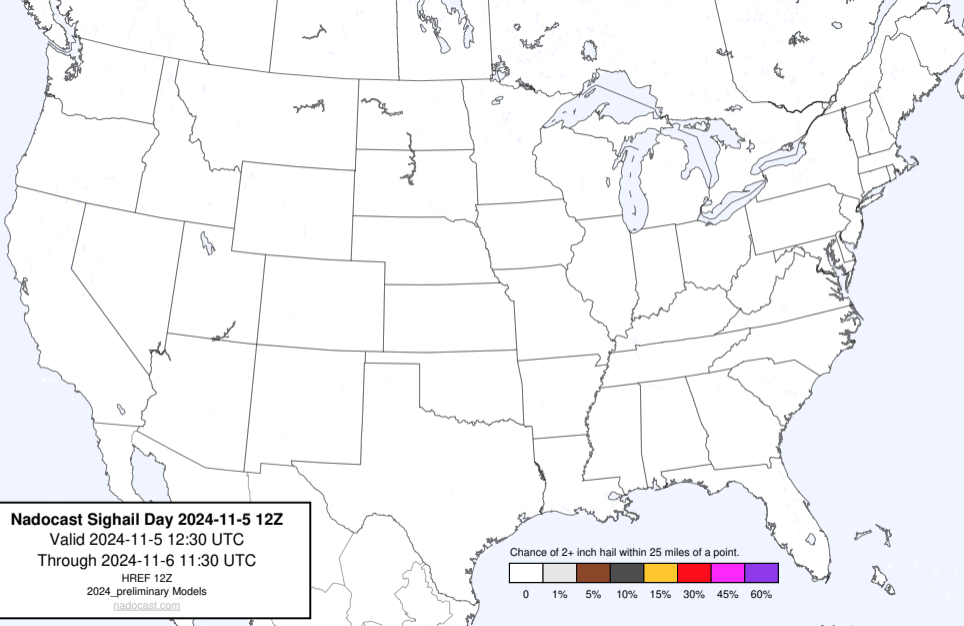 Nadocast Sighail Day 2024-11-5 12Z
Valid 2024-11-5 12:30 UTC
Through 2024-11-6 11:30 UTC
HREF 12Z
2024_preliminary Models
nadocast.com
Chance of 2+ inch hail within 25 miles of a point.
0 1% 5% 10% 15% 30% 45% 60%